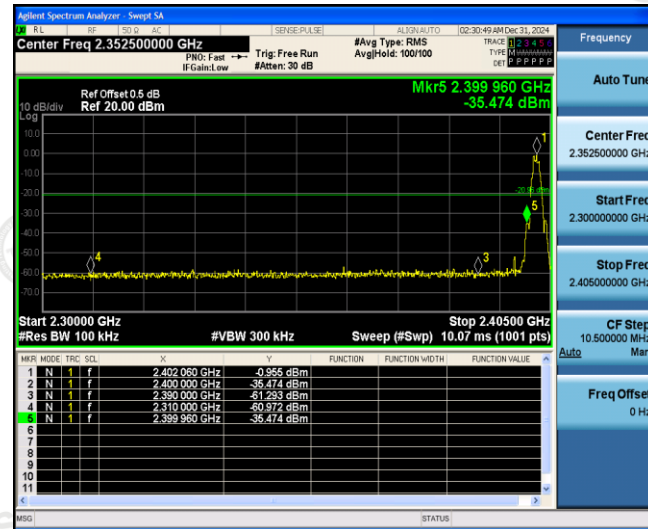 Agilent Spectrum Analyzer - Swept SA
RL RF 50 Ω AC SENSE:PULSE ALIGN AUTO 02:30:49 AM Dec 31, 2024
Center Freq 2.352500000 GHz #Avg Type: RMS TRACE 1 2 3 4 5 6
PNO: Fast Trig: Free Run Avg|Hold: 100/100 TYPE M
IFGain:Low #Atten: 30 dB DET P P P P P P
Mkr5 2.399 960 GHz
Ref Offset 0.5 dB
10 dB/div Ref 20.00 dBm -35.474 dBm
Log
10.0
0.00
-10.0
-20.0
-30.0
-40.0
-50.0
-60.0
-70.0
1
-20.96 dBm
5
4
3
Start 2.30000 GHz Stop 2.40500 GHz
#Res BW 100 kHz #VBW 300 kHz Sweep (#Swp) 10.07 ms (1001 pts)
MKR MODE TRC SCL X Y FUNCTION FUNCTION WIDTH FUNCTION VALUE
1 N 1 f 2.402 060 GHz -0.955 dBm
2 N 1 f 2.400 000 GHz -35.474 dBm
3 N 1 f 2.390 000 GHz -61.293 dBm
4 N 1 f 2.310 000 GHz -60.972 dBm
5 N 1 f 2.399 960 GHz -35.474 dBm
6
7
8
9
10
11
MSG STATUS
Frequency
Auto Tune
Center Freq
2.352500000 GHz
Start Freq
2.300000000 GHz
Stop Freq
2.405000000 GHz
CF Step
10.500000 MHz
Auto Man
Freq Offset
0 Hz